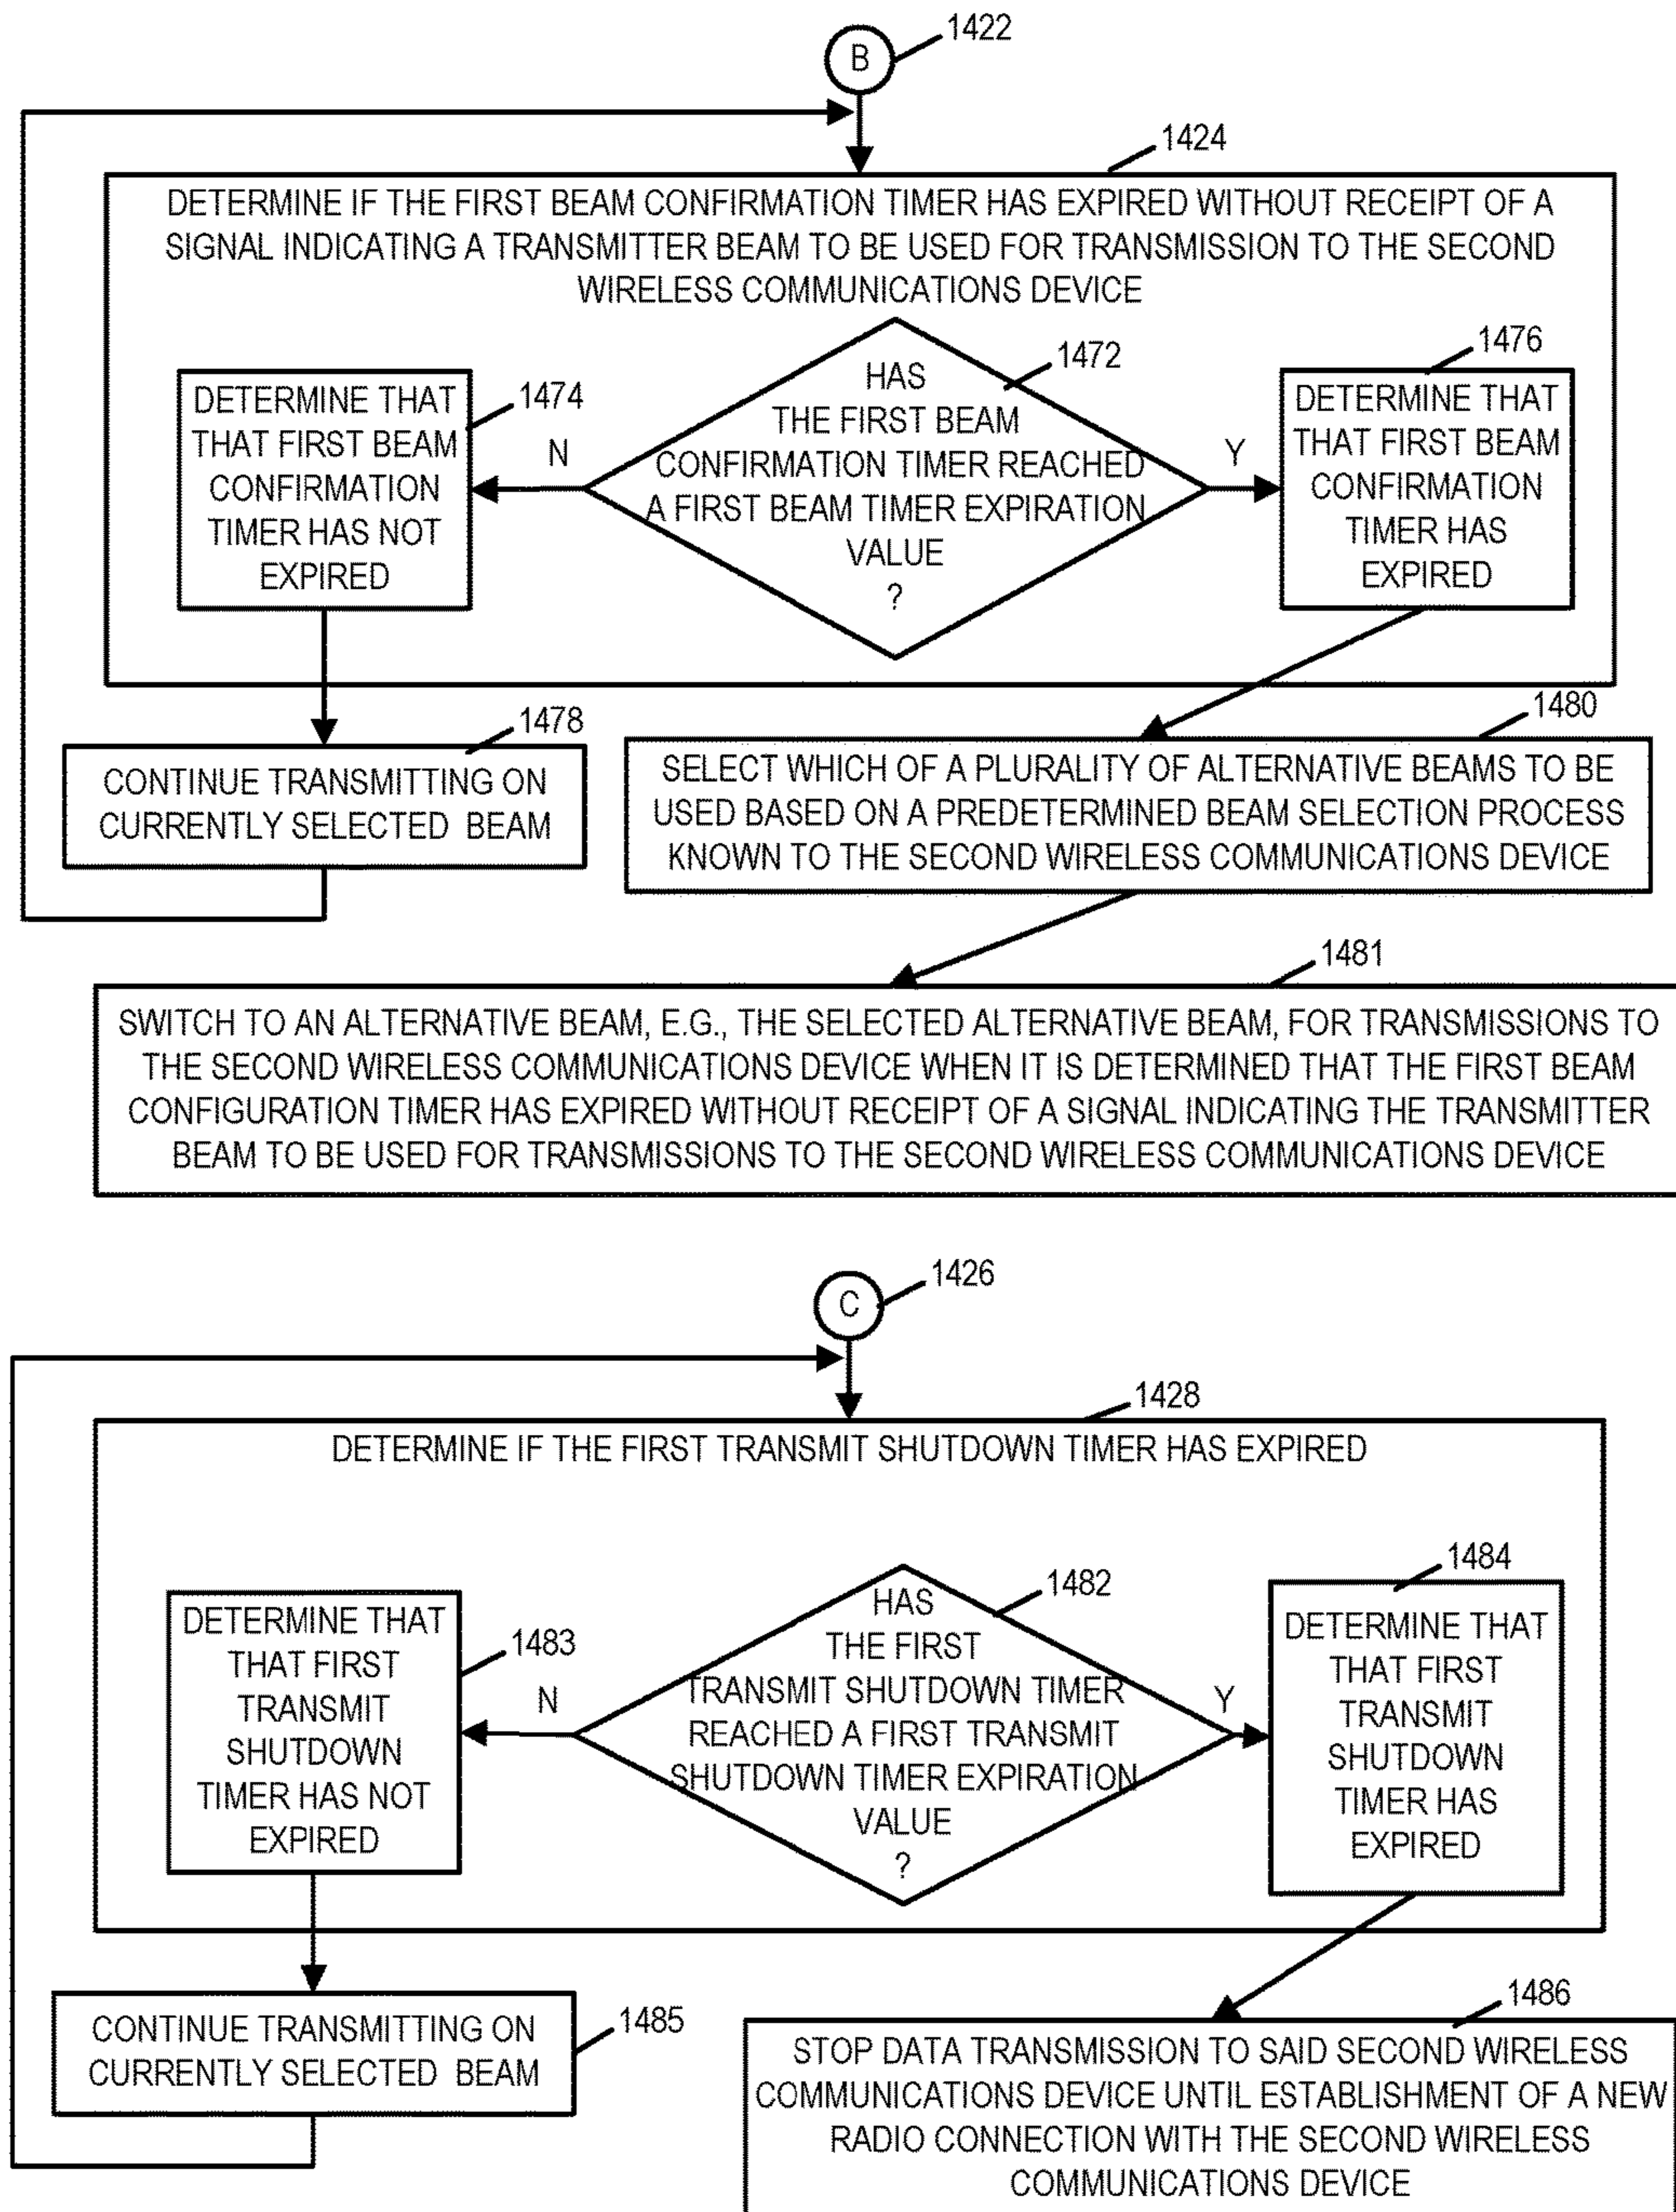 B
1422
1424
DETERMINE IF THE FIRST BEAM CONFIRMATION TIMER HAS EXPIRED WITHOUT RECEIPT OF A
SIGNAL INDICATING A TRANSMITTER BEAM TO BE USED FOR TRANSMISSION TO THE SECOND
WIRELESS COMMUNICATIONS DEVICE
1474
DETERMINE THAT
THAT FIRST BEAM
CONFIRMATION
TIMER HAS NOT
EXPIRED
N
1472
HAS
THE FIRST BEAM
CONFIRMATION TIMER REACHED
A FIRST BEAM TIMER EXPIRATION
VALUE
?
Y
1476
DETERMINE THAT
THAT FIRST BEAM
CONFIRMATION
TIMER HAS
EXPIRED
1478
CONTINUE TRANSMITTING ON
CURRENTLY SELECTED BEAM
1480
SELECT WHICH OF A PLURALITY OF ALTERNATIVE BEAMS TO BE
USED BASED ON A PREDETERMINED BEAM SELECTION PROCESS
KNOWN TO THE SECOND WIRELESS COMMUNICATIONS DEVICE
1481
SWITCH TO AN ALTERNATIVE BEAM, E.G., THE SELECTED ALTERNATIVE BEAM, FOR TRANSMISSIONS TO
THE SECOND WIRELESS COMMUNICATIONS DEVICE WHEN IT IS DETERMINED THAT THE FIRST BEAM
CONFIGURATION TIMER HAS EXPIRED WITHOUT RECEIPT OF A SIGNAL INDICATING THE TRANSMITTER
BEAM TO BE USED FOR TRANSMISSIONS TO THE SECOND WIRELESS COMMUNICATIONS DEVICE
C
1426
1428
DETERMINE IF THE FIRST TRANSMIT SHUTDOWN TIMER HAS EXPIRED
1483
DETERMINE THAT
THAT FIRST
TRANSMIT
SHUTDOWN
TIMER HAS NOT
EXPIRED
N
1482
HAS
THE FIRST
TRANSMIT SHUTDOWN TIMER
REACHED A FIRST TRANSMIT
SHUTDOWN TIMER EXPIRATION
VALUE
?
Y
1484
DETERMINE THAT
THAT FIRST
TRANSMIT
SHUTDOWN
TIMER HAS
EXPIRED
1485
CONTINUE TRANSMITTING ON
CURRENTLY SELECTED BEAM
1486
STOP DATA TRANSMISSION TO SAID SECOND WIRELESS
COMMUNICATIONS DEVICE UNTIL ESTABLISHMENT OF A NEW
RADIO CONNECTION WITH THE SECOND WIRELESS
COMMUNICATIONS DEVICE